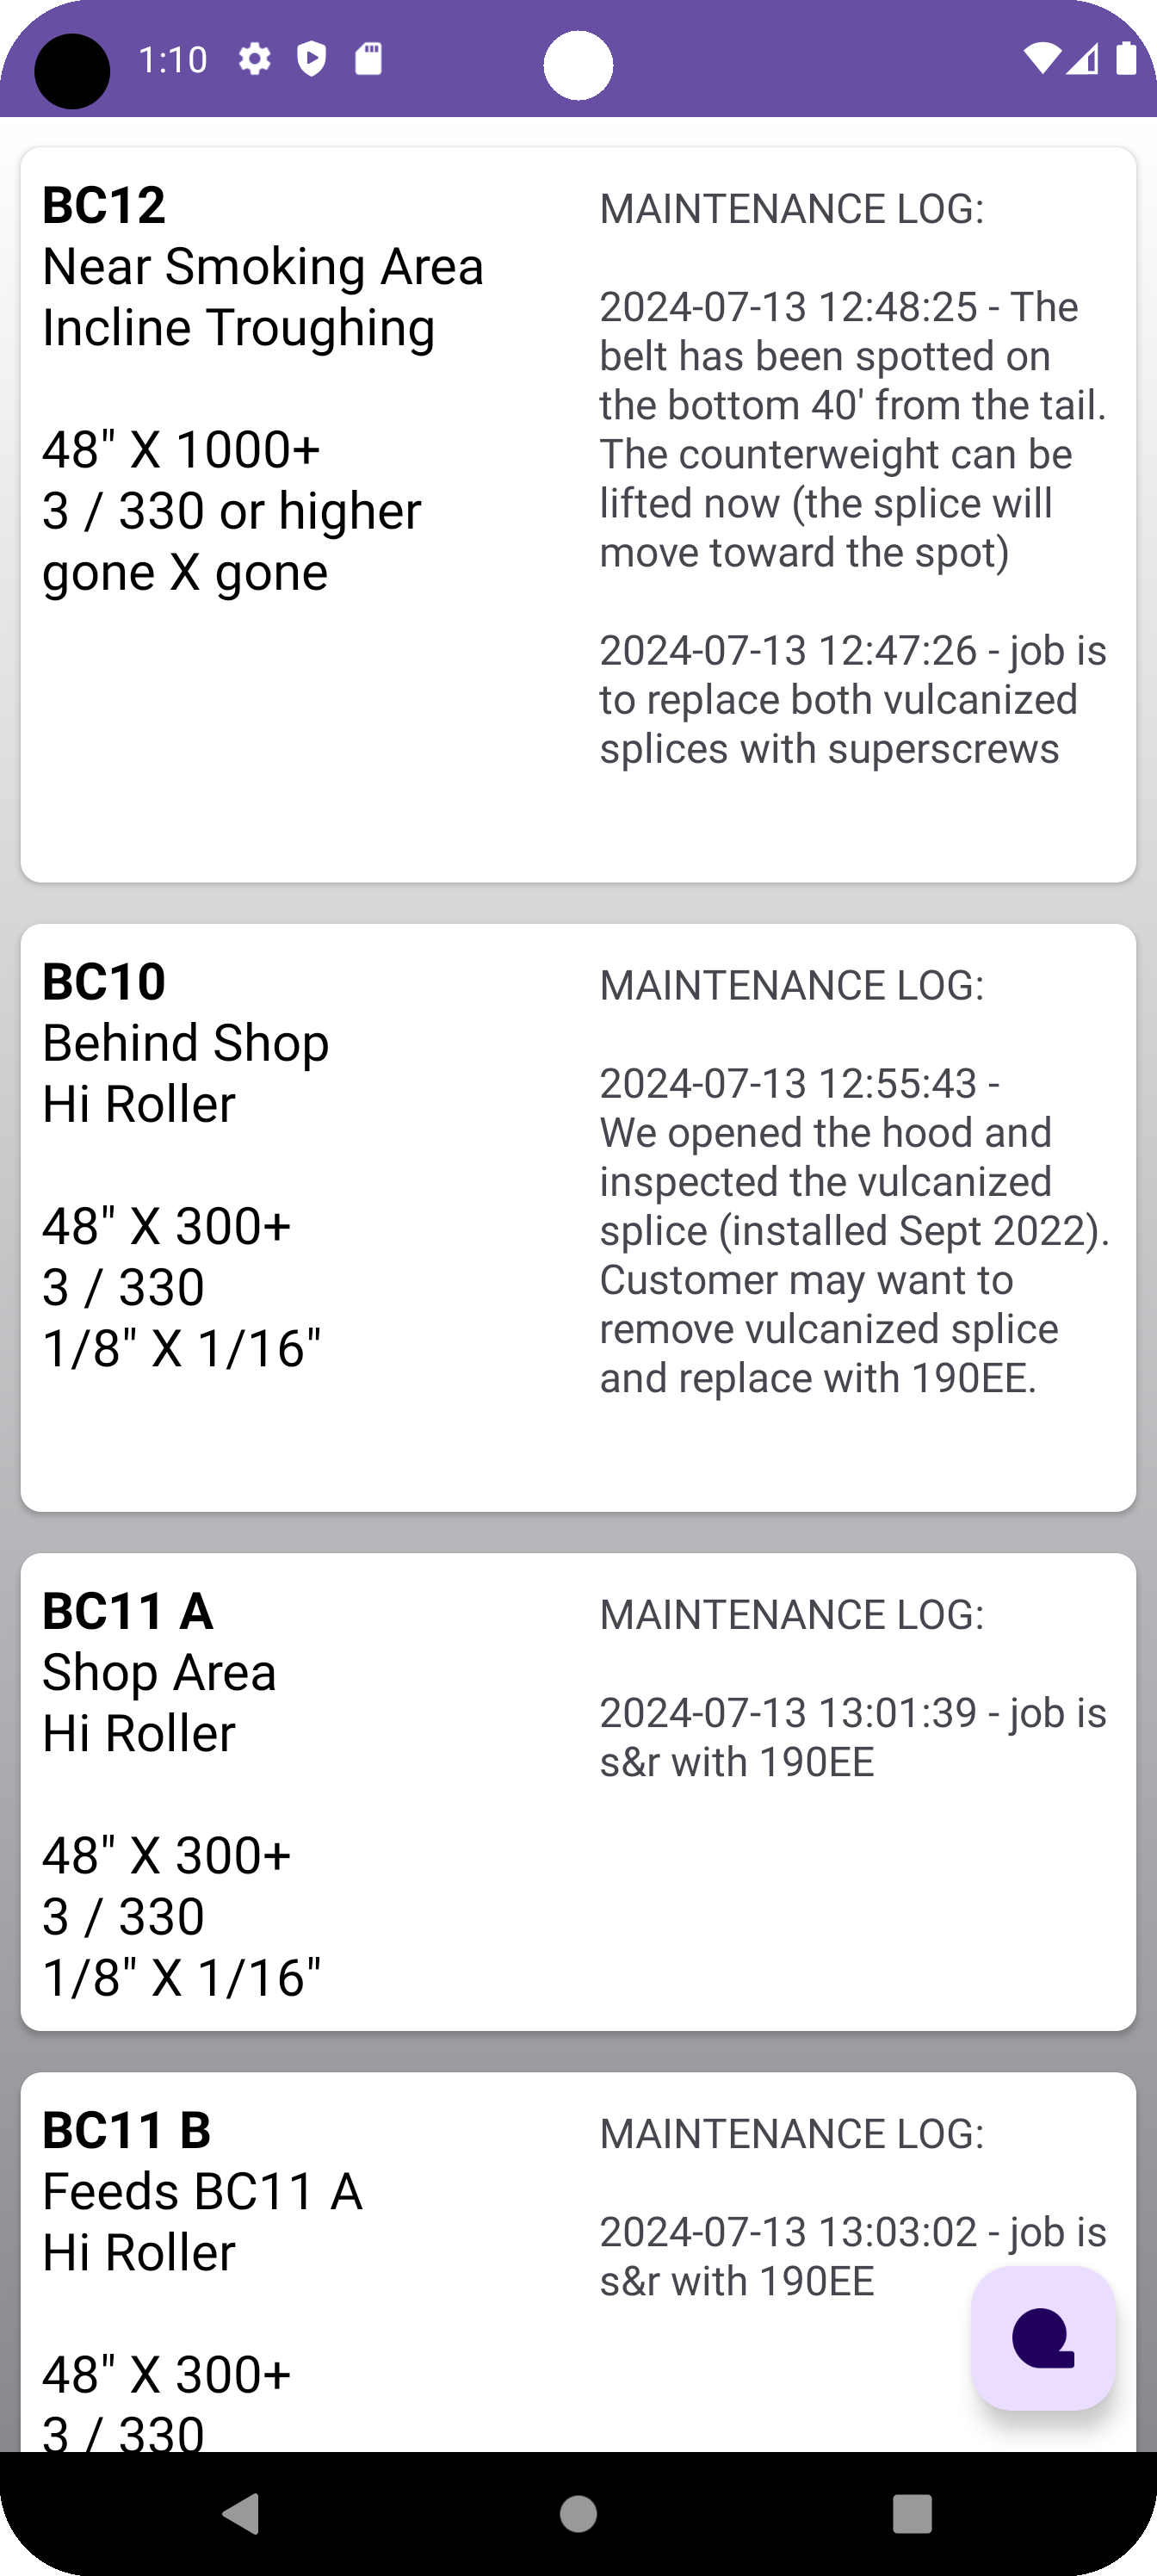 1:10
BC12
Near Smoking Area
Incline Troughing
48" X 1000+
3 / 330 or higher
gone X gone
MAINTENANCE LOG:
2024-07-13 12:48:25 - The
belt has been spotted on
the bottom 40' from the tail.
The counterweight can be
lifted now (the splice will
move toward the spot)
2024-07-13 12:47:26 - job is
to replace both vulcanized
splices with superscrews
BC10
Behind Shop
Hi Roller
48" X 300+
3 / 330
1/8" X 1/16"
MAINTENANCE LOG:
2024-07-13 12:55:43 -
We opened the hood and
inspected the vulcanized
splice (installed Sept 2022).
Customer may want to
remove vulcanized splice
and replace with 190EE.
BC11 A
Shop Area
Hi Roller
48" X 300+
3 / 330
1/8" X 1/16"
MAINTENANCE LOG:
2024-07-13 13:01:39 - job is
s&r with 190EE
BC11 B
Feeds BC11 A
Hi Roller
48" X 300+
3 / 330
MAINTENANCE LOG:
2024-07-13 13:03:02 - job is
s&r with 190EE